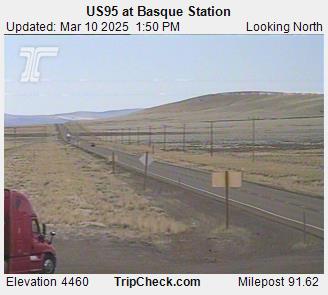 US95 at Basque Station
Updated: Mar 10 2025 1:50 PM Looking North
Elevation 4460 TripCheck.com Milepost 91.62